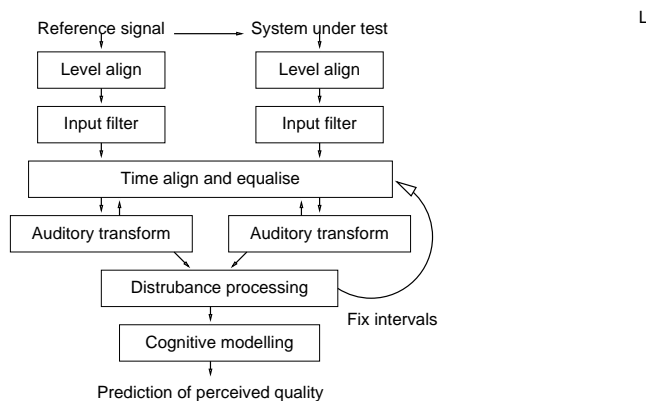 Reference signal
System under test
L
Level align
Level align
Input filter
Input filter
Time align and equalise
Auditory transform
Auditory transform
Distrubance processing
Fix intervals
Cognitive modelling
Prediction of perceived quality